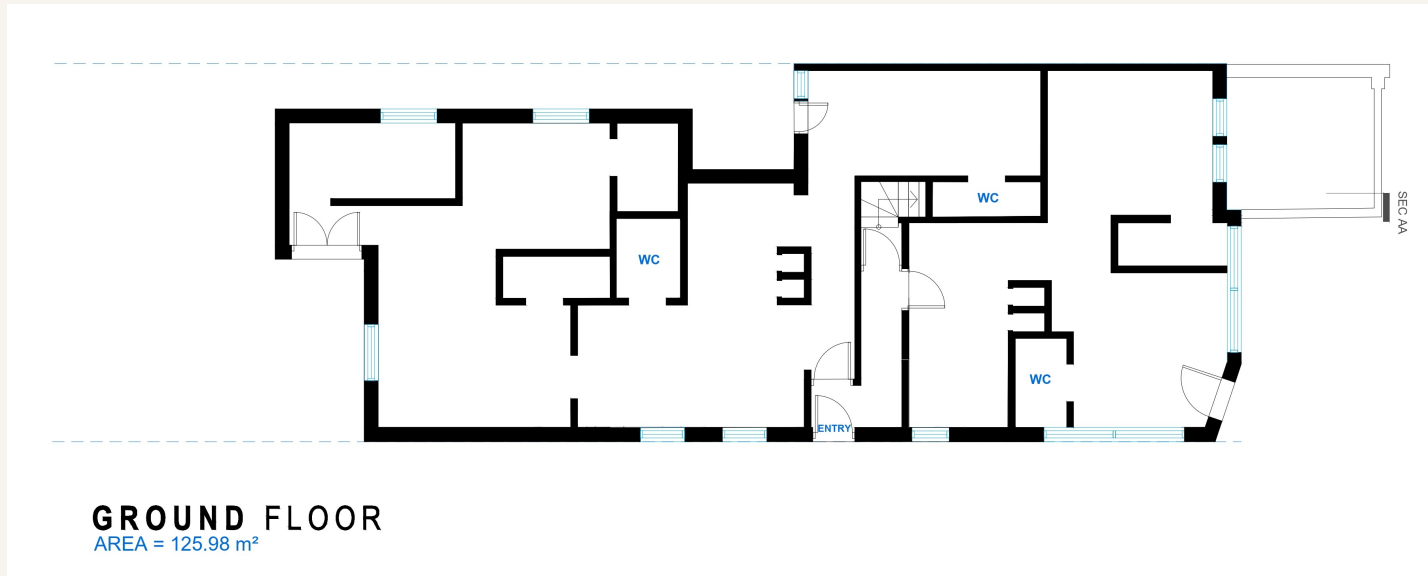 WC
SEC AA
WC
WC
ENTRY
GROUND FLOOR
AREA = 125.98 m²